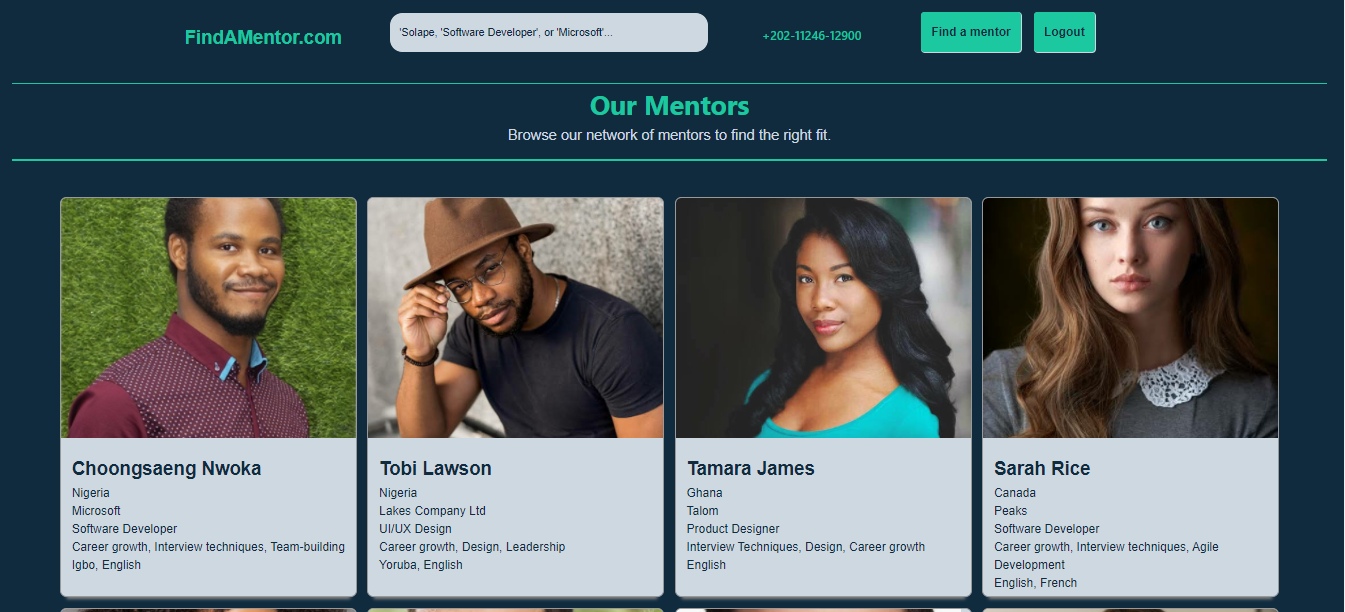 FindAMentor.com
'Solape, 'Software Developer', or 'Microsoft'...
+202-11246-12900
Find a mentor
Logout
Our Mentors
Browse our network of mentors to find the right fit.
Choongsaeng Nwoka
Nigeria
Microsoft
Software Developer
Career growth, Interview techniques, Team-building
Igbo, English
Tobi Lawson
Nigeria
Lakes Company Ltd
UI/UX Design
Career growth, Design, Leadership
Yoruba, English
Tamara James
Ghana
Talom
Product Designer
Interview Techniques, Design, Career growth
English
Sarah Rice
Canada
Peaks
Software Developer
Career growth, Interview techniques, Agile
Development
English, French